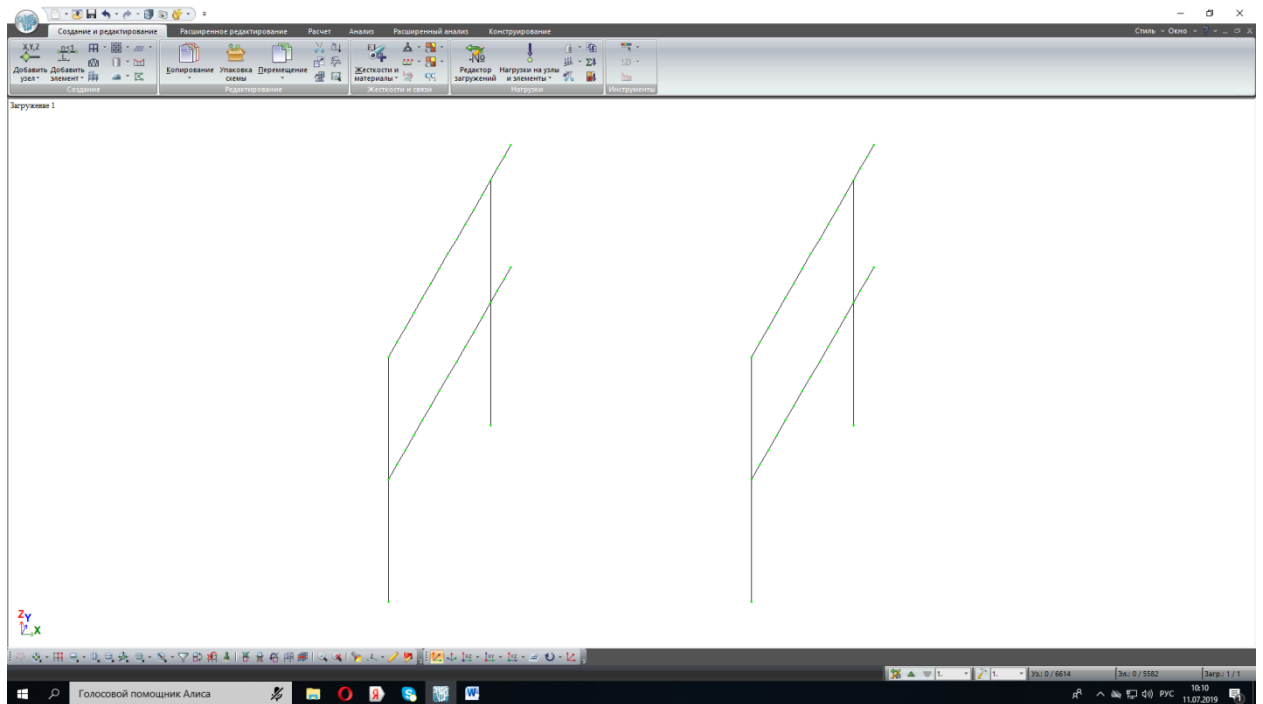 Создание и редактирование Расширенное редактирование Расчет Анализ Расширенный анализ Конструирование Стиль Окно
X,Y,Z
Добавить узел
Добавить элемент
Копирование
Упаковка схемы
Перемещение
Жесткости и материалы
Редактор загружений
Нагрузки на узлы и элементы
Создание Редактирование Жесткости и связи Нагрузки Инструменты
Загружение 1
Z
Y
X
1. 1. Уз.: 0 / 6614 Эл.: 0 / 5582 Загр.: 1 / 1
Голосовой помощник Алиса
РУС
10:10
11.07.2019